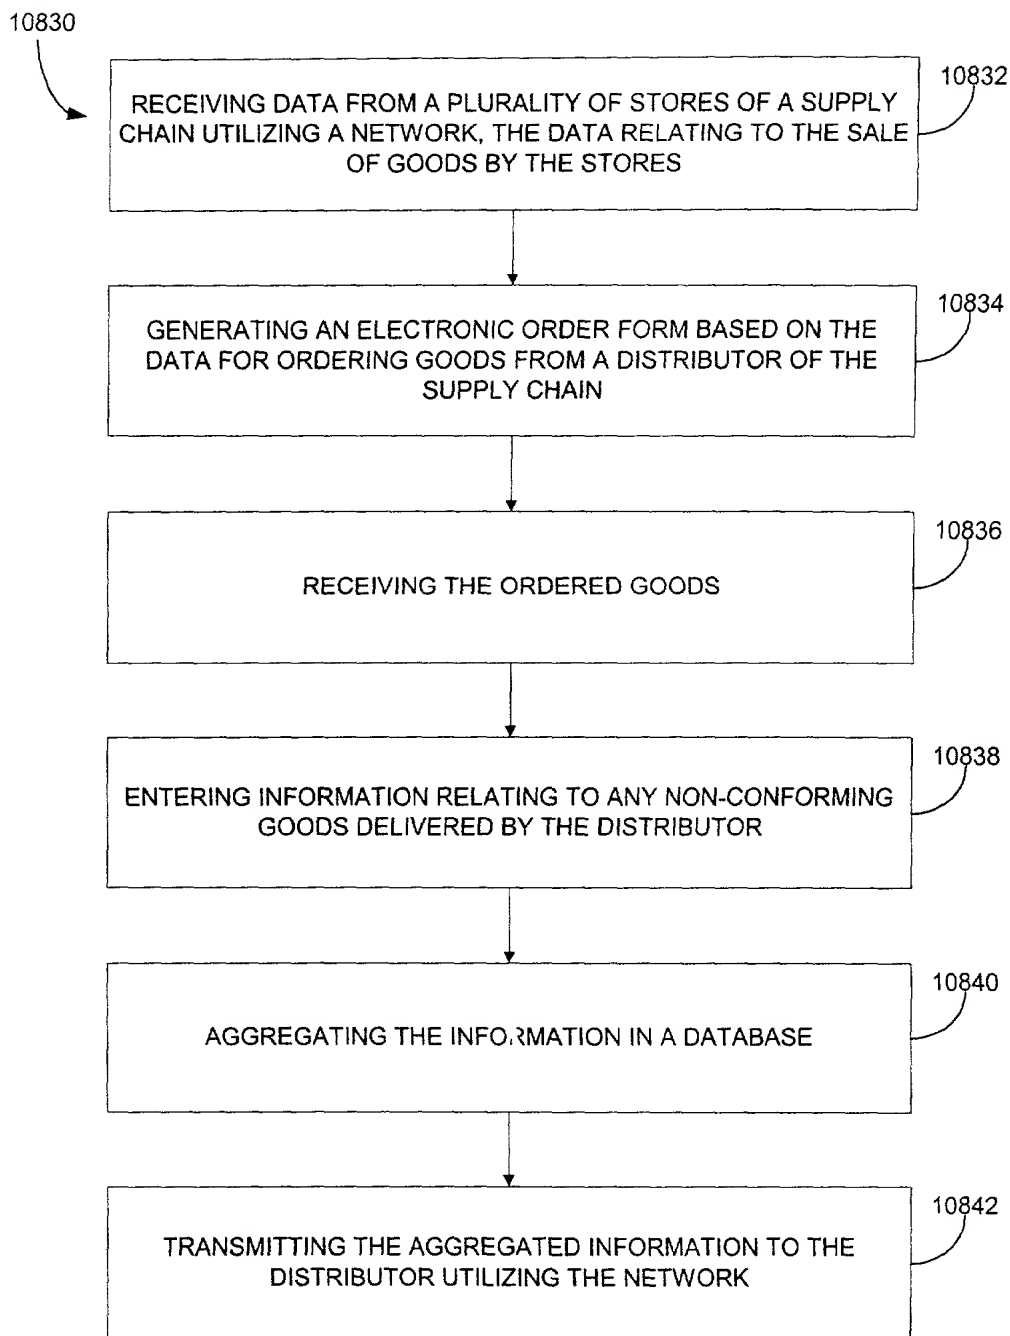 10830
10832
RECEIVING DATA FROM A PLURALITY OF STORES OF A SUPPLY
CHAIN UTILIZING A NETWORK, THE DATA RELATING TO THE SALE
OF GOODS BY THE STORES
10834
GENERATING AN ELECTRONIC ORDER FORM BASED ON THE
DATA FOR ORDERING GOODS FROM A DISTRIBUTOR OF THE
SUPPLY CHAIN
10836
RECEIVING THE ORDERED GOODS
10838
ENTERING INFORMATION RELATING TO ANY NON-CONFORMING
GOODS DELIVERED BY THE DISTRIBUTOR
10840
AGGREGATING THE INFORMATION IN A DATABASE
10842
TRANSMITTING THE AGGREGATED INFORMATION TO THE
DISTRIBUTOR UTILIZING THE NETWORK